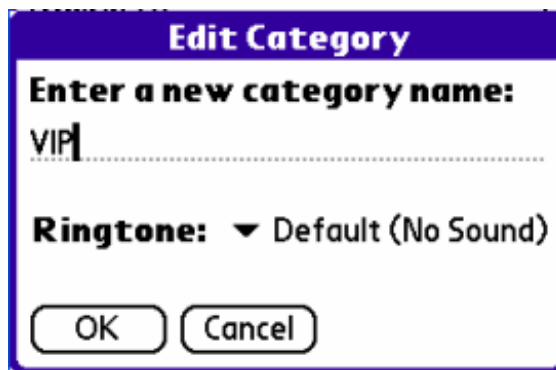 Edit Category
Enter a new category name:
VIP
Ringtone: Default (No Sound)
OK Cancel